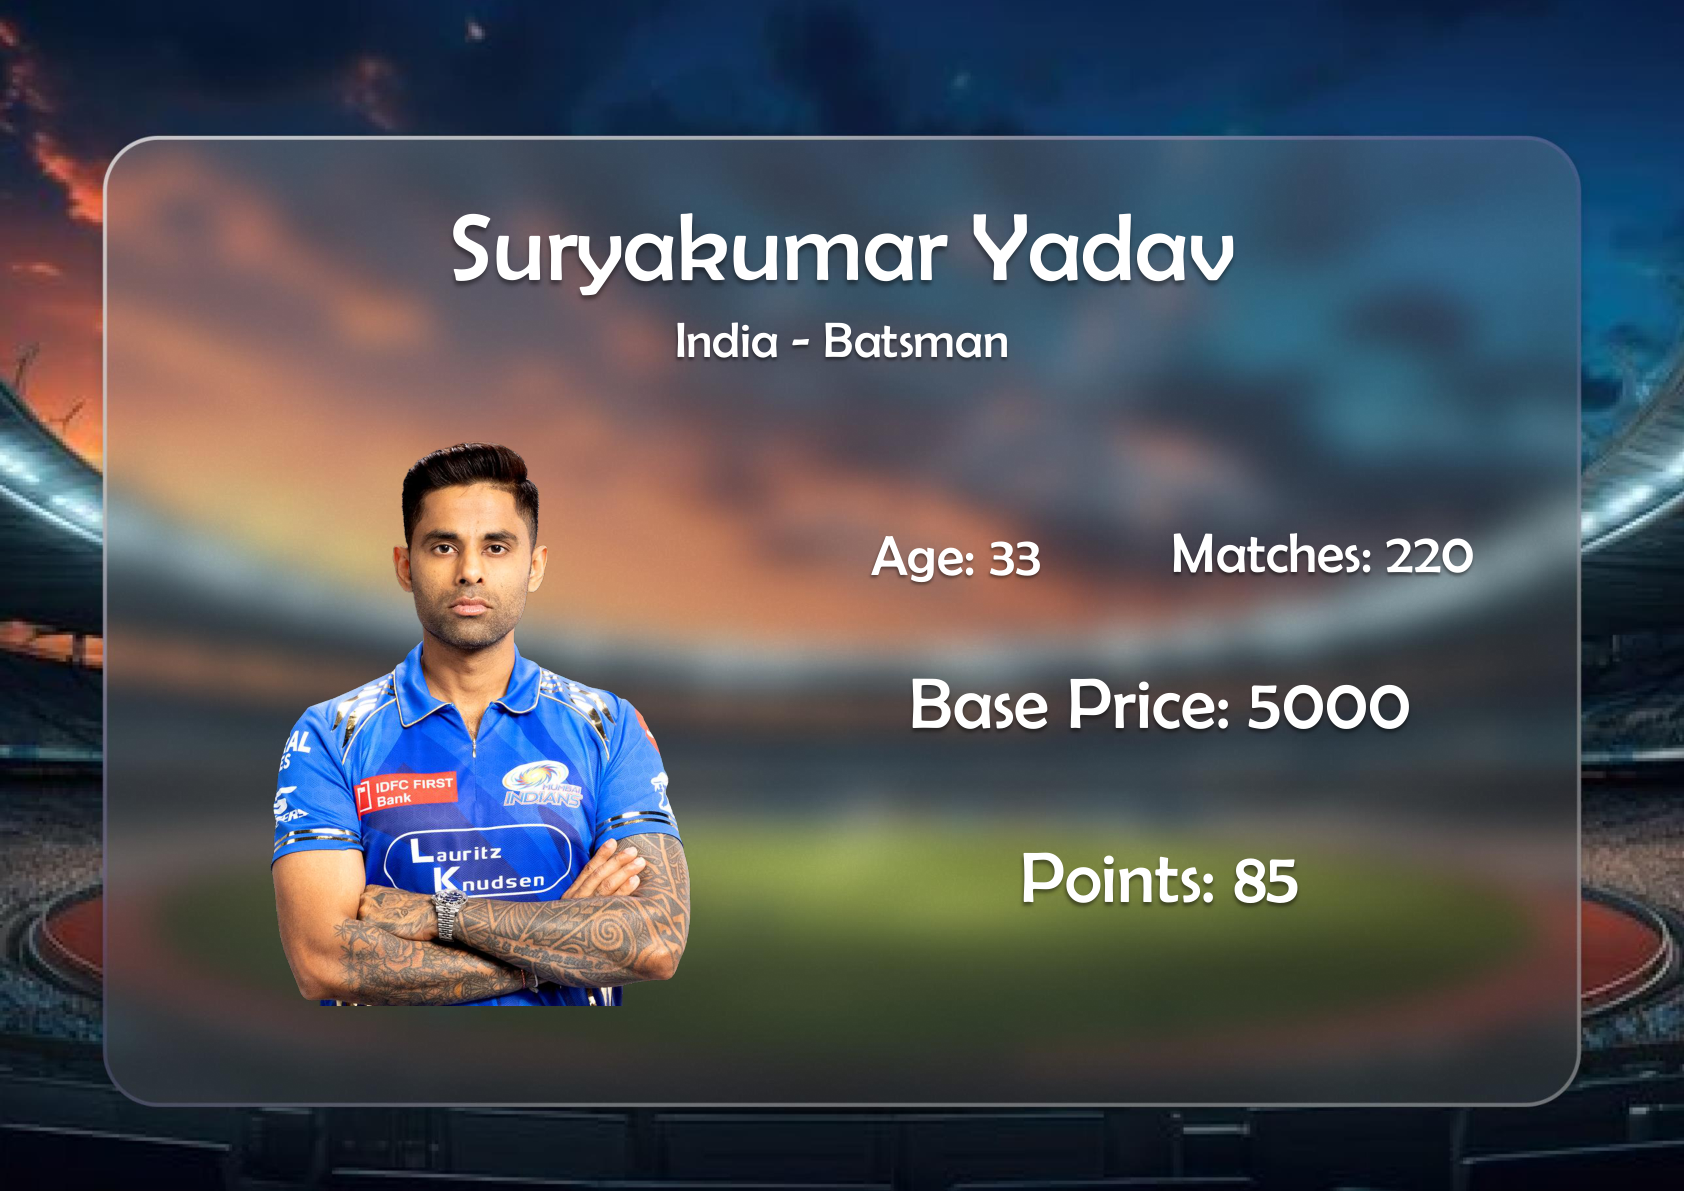 Suryakumar Yadav
India - Batsman
Age: 33
Matches: 220
Base Price: 5000
Points: 85
IDFC FIRST
Bank
MUMBAI
INDIANS
Lauritz
Knudsen